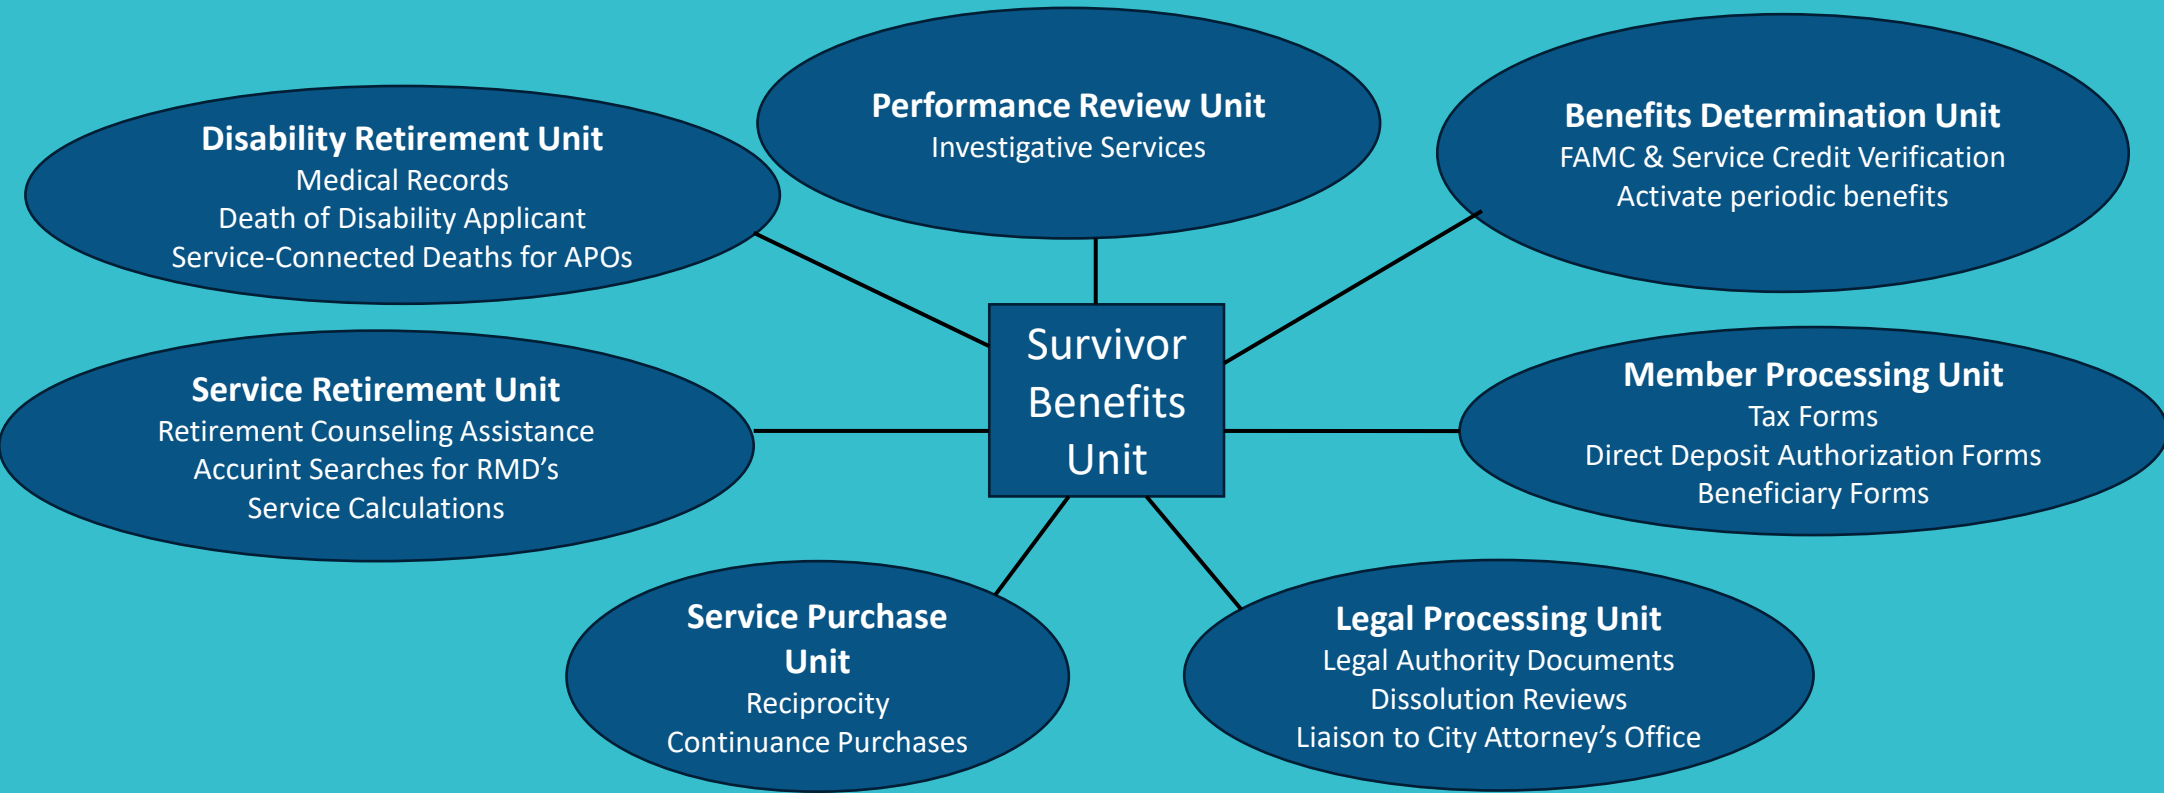 Performance Review Unit
Investigative Services
Disability Retirement Unit
Medical Records
Death of Disability Applicant
Service-Connected Deaths for APOs
Benefits Determination Unit
FAMC & Service Credit Verification
Activate periodic benefits
Survivor
Benefits
Unit
Service Retirement Unit
Retirement Counseling Assistance
Accurint Searches for RMD’s
Service Calculations
Member Processing Unit
Tax Forms
Direct Deposit Authorization Forms
Beneficiary Forms
Service Purchase
Unit
Reciprocity
Continuance Purchases
Legal Processing Unit
Legal Authority Documents
Dissolution Reviews
Liaison to City Attorney’s Office